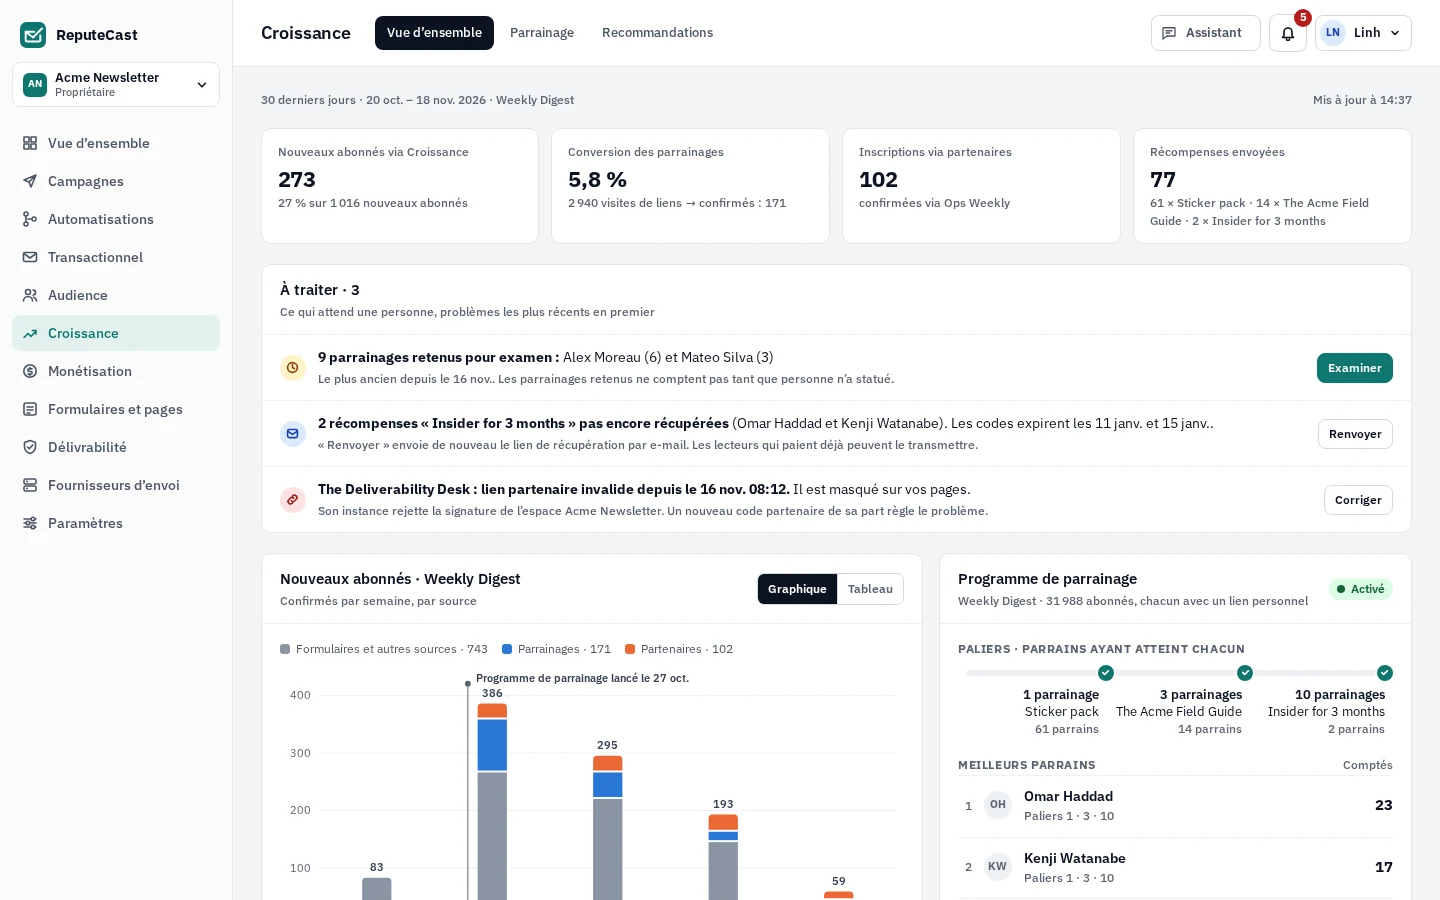 ReputeCast
AN
Acme Newsletter
Propriétaire
Vue d’ensemble
Campagnes
Automatisations
Transactionnel
Audience
Croissance
Monétisation
Formulaires et pages
Délivrabilité
Fournisseurs d’envoi
Paramètres
Croissance
Vue d’ensemble
Parrainage
Recommandations
Assistant
5
LN
Linh
30 derniers jours · 20 oct. – 18 nov. 2026 · Weekly Digest
Mis à jour à 14:37
Nouveaux abonnés via Croissance
273
27 % sur 1 016 nouveaux abonnés
Conversion des parrainages
5,8 %
2 940 visites de liens → confirmés : 171
Inscriptions via partenaires
102
confirmées via Ops Weekly
Récompenses envoyées
77
61 × Sticker pack · 14 × The Acme Field
Guide · 2 × Insider for 3 months
À traiter · 3
Ce qui attend une personne, problèmes les plus récents en premier
9 parrainages retenus pour examen : Alex Moreau (6) et Mateo Silva (3)
Le plus ancien depuis le 16 nov.. Les parrainages retenus ne comptent pas tant que personne n’a statué.
Examiner
2 récompenses « Insider for 3 months » pas encore récupérées (Omar Haddad et Kenji Watanabe). Les codes expirent les 11 janv. et 15 janv..
« Renvoyer » envoie de nouveau le lien de récupération par e-mail. Les lecteurs qui paient déjà peuvent le transmettre.
Renvoyer
The Deliverability Desk : lien partenaire invalide depuis le 16 nov. 08:12. Il est masqué sur vos pages.
Son instance rejette la signature de l’espace Acme Newsletter. Un nouveau code partenaire de sa part règle le problème.
Corriger
Nouveaux abonnés · Weekly Digest
Confirmés par semaine, par source
Graphique
Tableau
Formulaires et autres sources · 743
Parrainages · 171
Partenaires · 102
Programme de parrainage lancé le 27 oct.
400
300
200
100
83
386
295
193
59
Programme de parrainage
Weekly Digest · 31 988 abonnés, chacun avec un lien personnel
Activé
PALIERS · PARRAINS AYANT ATTEINT CHACUN
1 parrainage
Sticker pack
61 parrains
3 parrainages
The Acme Field Guide
14 parrains
10 parrainages
Insider for 3 months
2 parrains
MEILLEURS PARRAINS
Comptés
1
OH
Omar Haddad
Paliers 1 · 3 · 10
23
2
KW
Kenji Watanabe
Paliers 1 · 3 · 10
17